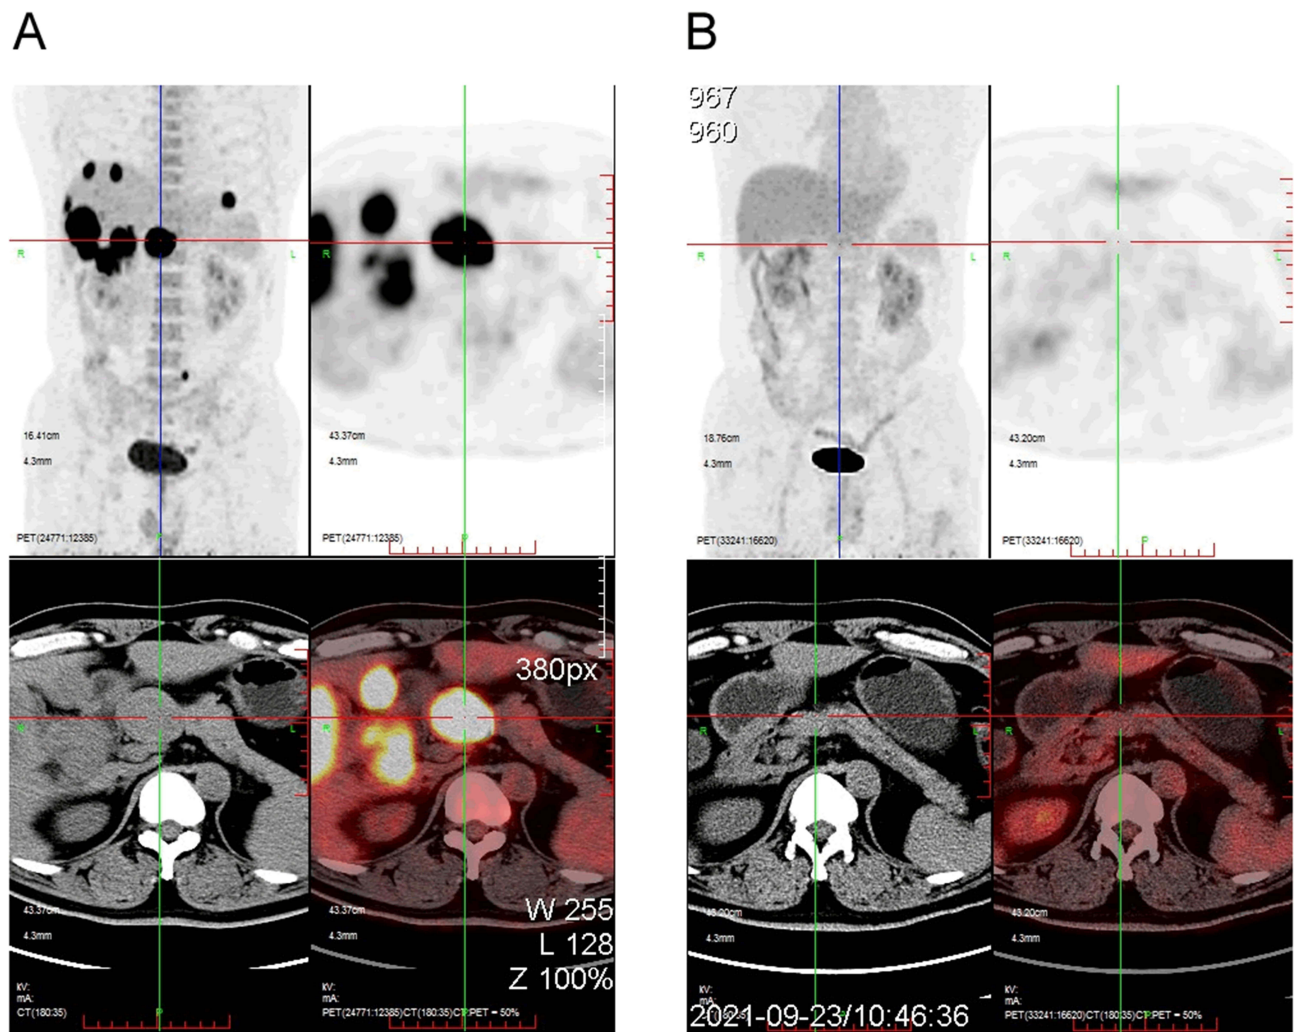 A
B
R
L
16.41cm
4.3mm
PET(24771:12385)
R
L
43.37cm
4.3mm
PET(24771:12385)
P
967
960
R
L
18.76cm
4.3mm
PET(33241:16620)
R
L
43.20cm
4.3mm
PET(33241:16620)
P
R
L
43.37cm
4.3mm
kV:
mA:
CT(180:35)
P
380px
R
L
43.37cm
4.3mm
W 255
L 128
Z 100%
kV:
mA:
PET(24771:12385)CT(180:35)CT:PET = 50%
P
R
L
43.20cm
4.3mm
kV:
mA:
2021-09-23/10:46:36
R
L
43.20cm
4.3mm
kV:
mA:
PET(33241:16620)CT(180:35)CT:PET = 50%